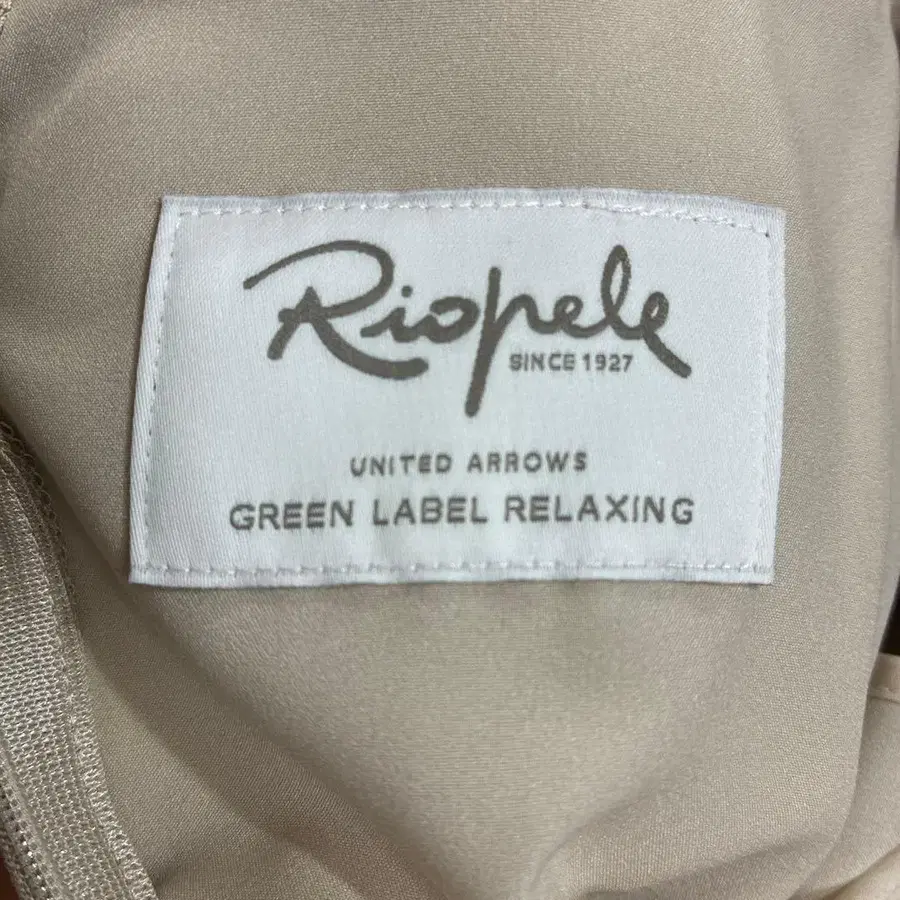 Riopele
SINCE 1927
UNITED ARROWS
GREEN LABEL RELAXING